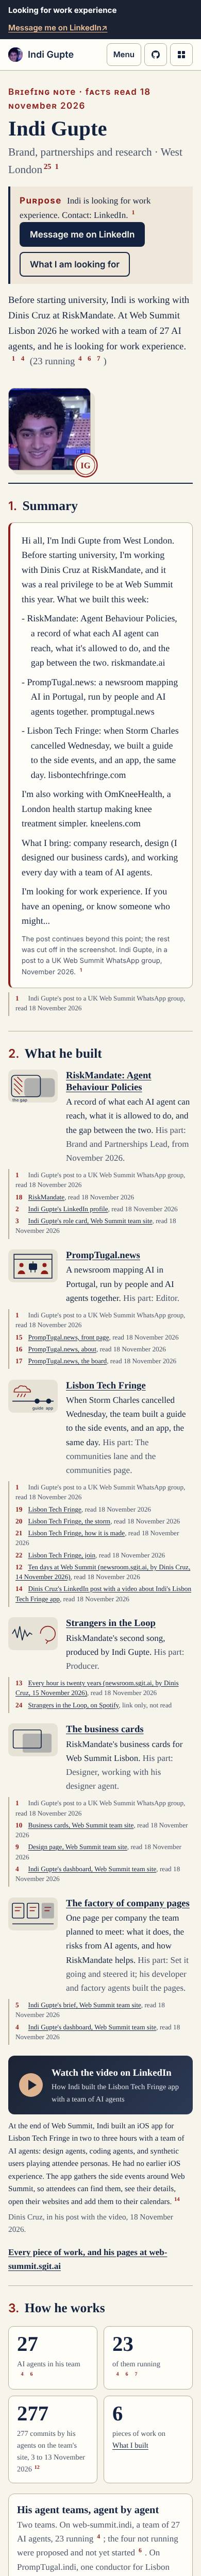 Looking for work experience
Message me on LinkedIn↗
Indi Gupte
Menu
BRIEFING NOTE · FACTS READ 18
NOVEMBER 2026
Indi Gupte
Brand, partnerships and research · West
London 25 1
Purpose Indi is looking for work
experience. Contact: LinkedIn. 1
Message me on LinkedIn
What I am looking for
Before starting university, Indi is working with
Dinis Cruz at RiskMandate. At Web Summit
Lisbon 2026 he worked with a team of 27 AI
agents, and he is looking for work experience.
1 4 (23 running 4 6 7 )
IG
1. Summary
Hi all, I'm Indi Gupte from West London.
Before starting university, I'm working
with Dinis Cruz at RiskMandate, and it
was a real privilege to be at Web Summit
this year. What we built this week:
- RiskMandate: Agent Behaviour Policies,
a record of what each AI agent can
reach, what it's allowed to do, and the
gap between the two. riskmandate.ai
- PrompTugal.news: a newsroom mapping
AI in Portugal, run by people and AI
agents together. promptugal.news
- Lisbon Tech Fringe: when Storm Charles
cancelled Wednesday, we built a guide
to the side events, and an app, the same
day. lisbontechfringe.com
I'm also working with OmKneeHealth, a
London health startup making knee
treatment simpler. kneelens.com
What I bring: company research, design (I
designed our business cards), and working
every day with a team of AI agents.
I'm looking for work experience. If you
have an opening, or know someone who
might...
The post continues beyond this point; the rest
was cut off in the screenshot. Indi Gupte, in a
post to a UK Web Summit WhatsApp group,
November 2026. 1
1 Indi Gupte's post to a UK Web Summit WhatsApp group,
read 18 November 2026
2. What he built
the gap
RiskMandate: Agent
Behaviour Policies
A record of what each AI agent can
reach, what it is allowed to do, and
the gap between the two. His part:
Brand and Partnerships Lead, from
November 2026.
1 Indi Gupte's post to a UK Web Summit WhatsApp group,
read 18 November 2026
18 RiskMandate, read 18 November 2026
2 Indi Gupte's LinkedIn profile, read 18 November 2026
3 Indi Gupte's role card, Web Summit team site, read 18
November 2026
PrompTugal.news
A newsroom mapping AI in
Portugal, run by people and AI
agents together. His part: Editor.
1 Indi Gupte's post to a UK Web Summit WhatsApp group,
read 18 November 2026
15 PrompTugal.news, front page, read 18 November 2026
16 PrompTugal.news, about, read 18 November 2026
17 PrompTugal.news, the board, read 18 November 2026
guide app
Lisbon Tech Fringe
When Storm Charles cancelled
Wednesday, the team built a guide
to the side events, and an app, the
same day. His part: The
communities lane and the
communities page.
1 Indi Gupte's post to a UK Web Summit WhatsApp group,
read 18 November 2026
19 Lisbon Tech Fringe, read 18 November 2026
20 Lisbon Tech Fringe, the storm, read 18 November 2026
21 Lisbon Tech Fringe, how it is made, read 18 November
2026
22 Lisbon Tech Fringe, join, read 18 November 2026
12 Ten days at Web Summit (newsroom.sgit.ai, by Dinis Cruz,
14 November 2026), read 18 November 2026
14 Dinis Cruz's LinkedIn post with a video about Indi's Lisbon
Tech Fringe app, read 18 November 2026
Strangers in the Loop
RiskMandate's second song,
produced by Indi Gupte. His part:
Producer.
13 Every hour is twenty years (newsroom.sgit.ai, by Dinis
Cruz, 15 November 2026), read 18 November 2026
24 Strangers in the Loop, on Spotify, link only, not read
The business cards
RiskMandate's business cards for
Web Summit Lisbon. His part:
Designer, working with his
designer agent.
1 Indi Gupte's post to a UK Web Summit WhatsApp group,
read 18 November 2026
10 Business cards, Web Summit team site, read 18 November
2026
9 Design page, Web Summit team site, read 18 November
2026
4 Indi Gupte's dashboard, Web Summit team site, read 18
November 2026
The factory of company pages
One page per company the team
planned to meet: what it does, the
risks from AI agents, and how
RiskMandate helps. His part: Set it
going and steered it; his developer
and factory agents built the pages.
5 Indi Gupte's brief, Web Summit team site, read 18
November 2026
4 Indi Gupte's dashboard, Web Summit team site, read 18
November 2026
Watch the video on LinkedIn
How Indi built the Lisbon Tech Fringe app
with a team of AI agents
At the end of Web Summit, Indi built an iOS app for
Lisbon Tech Fringe in two to three hours with a team of
AI agents: design agents, coding agents, and synthetic
users playing attendee personas. He had no earlier iOS
experience. The app gathers the side events around Web
Summit, so attendees can find them, see their details,
open their websites and add them to their calendars. 14
Dinis Cruz, in his post with the video, 18 November
2026.
Every piece of work, and his pages at web-
summit.sgit.ai
3. How he works
27
AI agents in his team
4 8
23
of them running
4 6 7
277
277 commits by his
agents on the team's
site, 3 to 13 November
2026 12
6
pieces of work on
What I built
His agent teams, agent by agent
Two teams. On web-summit.indi, a team of 27
AI agents, 23 running 4 ; the four not running
were proposed and not yet started 6 . On
PrompTugal.news, one conductor for Lisbon